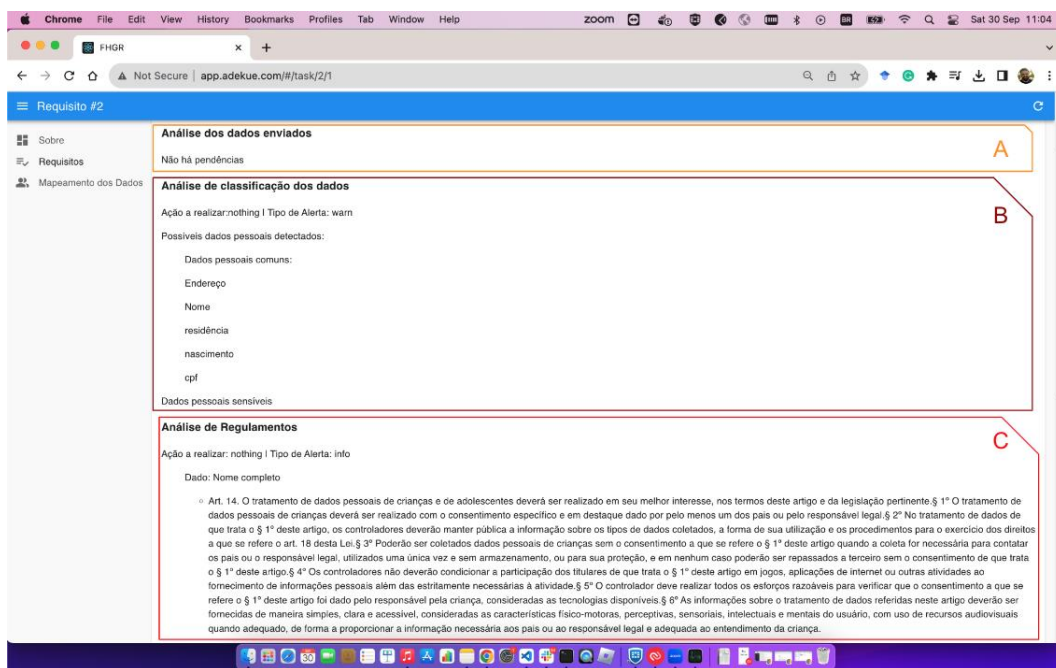 Chrome File Edit View History Bookmarks Profiles Tab Window Help zoom BR Sat 30 Sep 11:04
FHGR
Not Secure app.adekue.com/#/task/2/1
Requisito #2
Sobre
Requisitos
Mapeamento dos Dados
Análise dos dados enviados
A
Não há pendências
Análise de classificação dos dados
B
Ação a realizar:nothing | Tipo de Alerta: warn
Possíveis dados pessoais detectados:
Dados pessoais comuns:
Endereço
Nome
residência
nascimento
cpf
Dados pessoais sensíveis
Análise de Regulamentos
C
Ação a realizar: nothing | Tipo de Alerta: info
Dado: Nome completo
Art. 14. O tratamento de dados pessoais de crianças e de adolescentes deverá ser realizado em seu melhor interesse, nos termos deste artigo e da legislação pertinente.§ 1º O tratamento de
dados pessoais de crianças deverá ser realizado com o consentimento específico e em destaque dado por pelo menos um dos pais ou pelo responsável legal.§ 2º No tratamento de dados de
que trata o § 1º deste artigo, os controladores deverão manter pública a informação sobre os tipos de dados coletados, a forma de sua utilização e os procedimentos para o exercício dos direitos
a que se refere o art. 18 desta Lei.§ 3º Poderão ser coletados dados pessoais de crianças sem o consentimento a que se refere o § 1º deste artigo quando a coleta for necessária para contatar
os pais ou o responsável legal, utilizados uma única vez e sem armazenamento, ou para sua proteção, e em nenhum caso poderão ser repassados a terceiro sem o consentimento de que trata
o § 1º deste artigo.§ 4º Os controladores não deverão condicionar a participação dos titulares de que trata o § 1º deste artigo em jogos, aplicações de internet ou outras atividades ao
fornecimento de informações pessoais além das estritamente necessárias à atividade.§ 5º O controlador deve realizar todos os esforços razoáveis para verificar que o consentimento a que se
refere o § 1º deste artigo foi dado pelo responsável pela criança, consideradas as tecnologias disponíveis.§ 6º As informações sobre o tratamento de dados referidas neste artigo deverão ser
fornecidas de maneira simples, clara e acessível, consideradas as características físico-motoras, perceptivas, sensoriais, intelectuais e mentais do usuário, com uso de recursos audiovisuais
quando adequado, de forma a proporcionar a informação necessária aos pais ou ao responsável legal e adequada ao entendimento da criança.
30